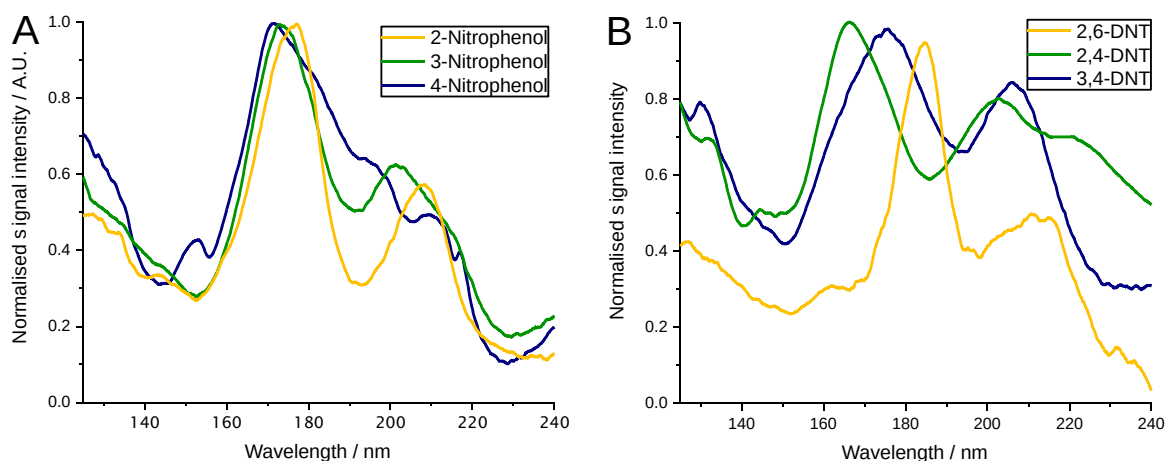 A
Normalised signal intensity / A.U.
1.0
0.8
0.6
0.4
0.2
0.0
140 160 180 200 220 240
Wavelength / nm
2-Nitrophenol
3-Nitrophenol
4-Nitrophenol
B
Normalised signal intensity
1.0
0.8
0.6
0.4
0.2
0.0
140 160 180 200 220 240
Wavelength / nm
2,6-DNT
2,4-DNT
3,4-DNT